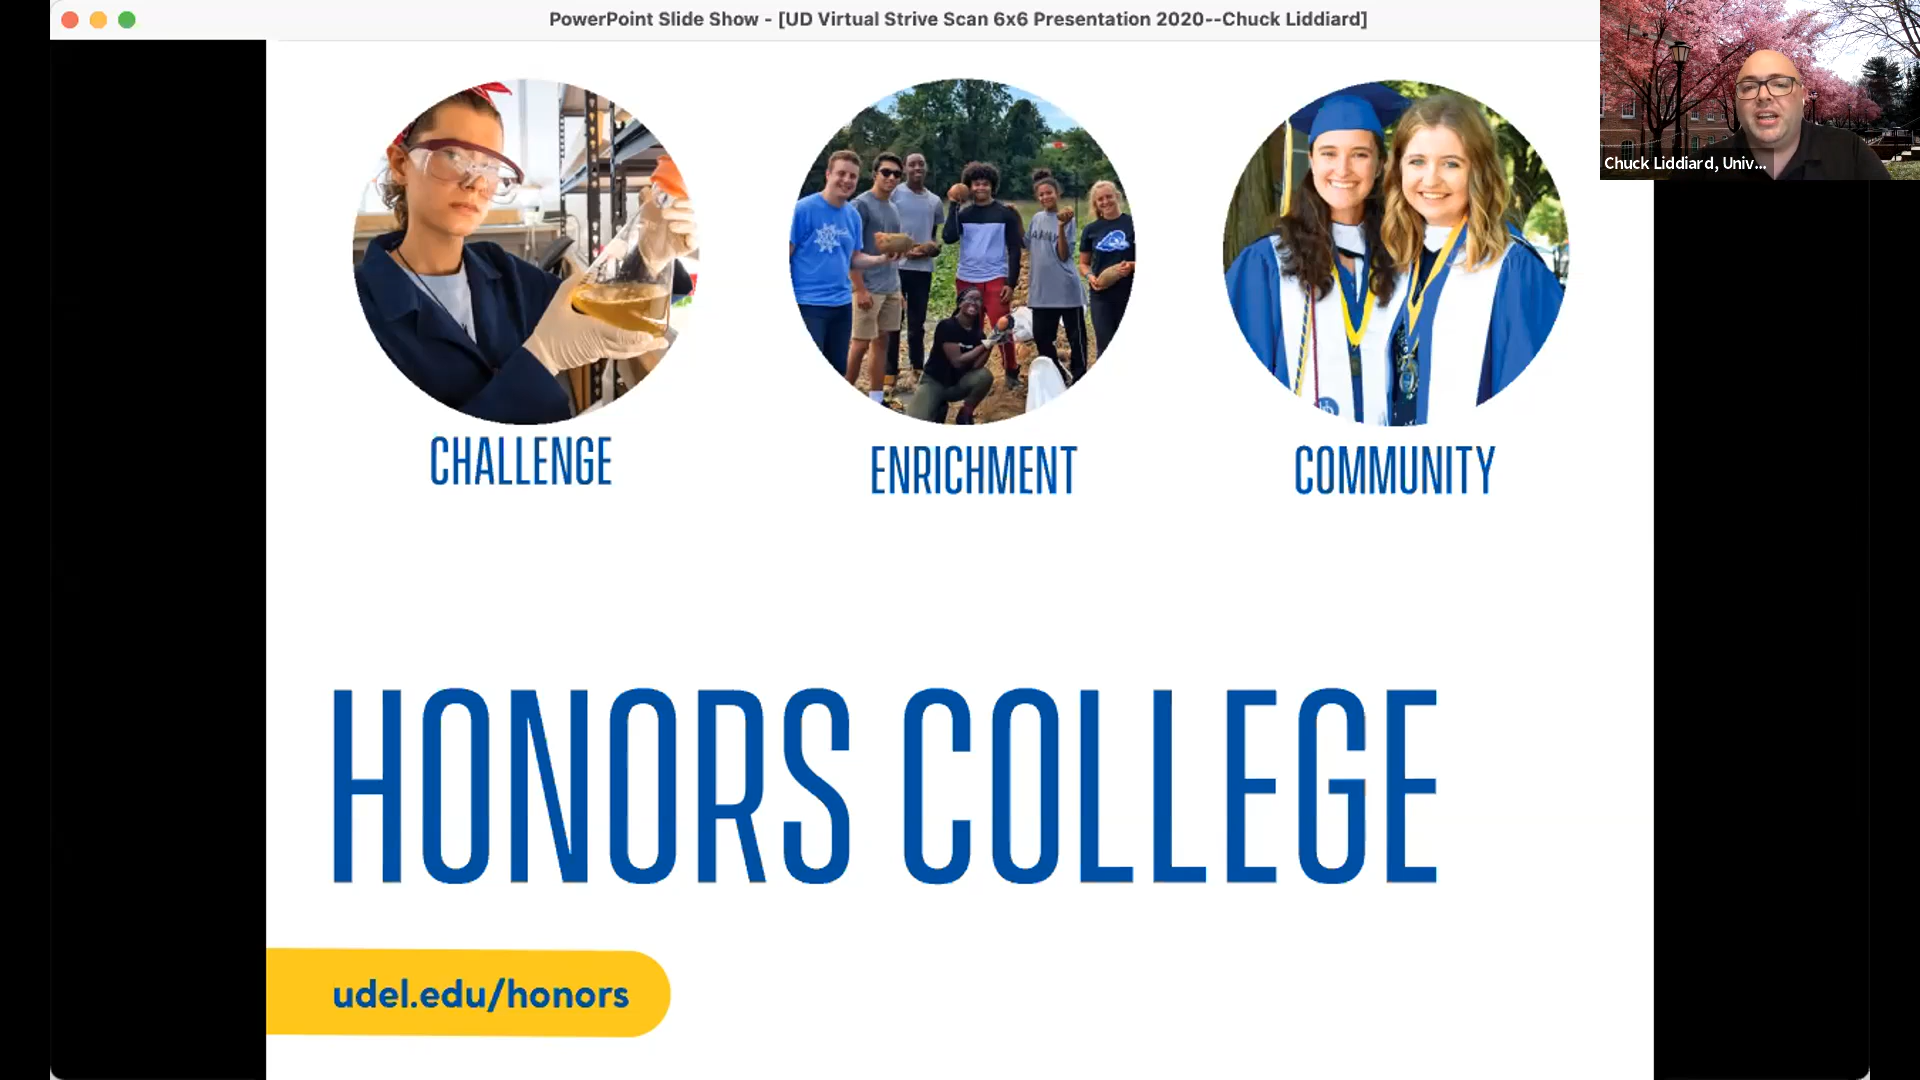 PowerPoint Slide Show - [UD Virtual Strive Scan 6x6 Presentation 2020--Chuck Liddiard]
Chuck Liddiard, Univ...
CHALLENGE
ENRICHMENT
COMMUNITY
HONORS COLLEGE
udel.edu/honors